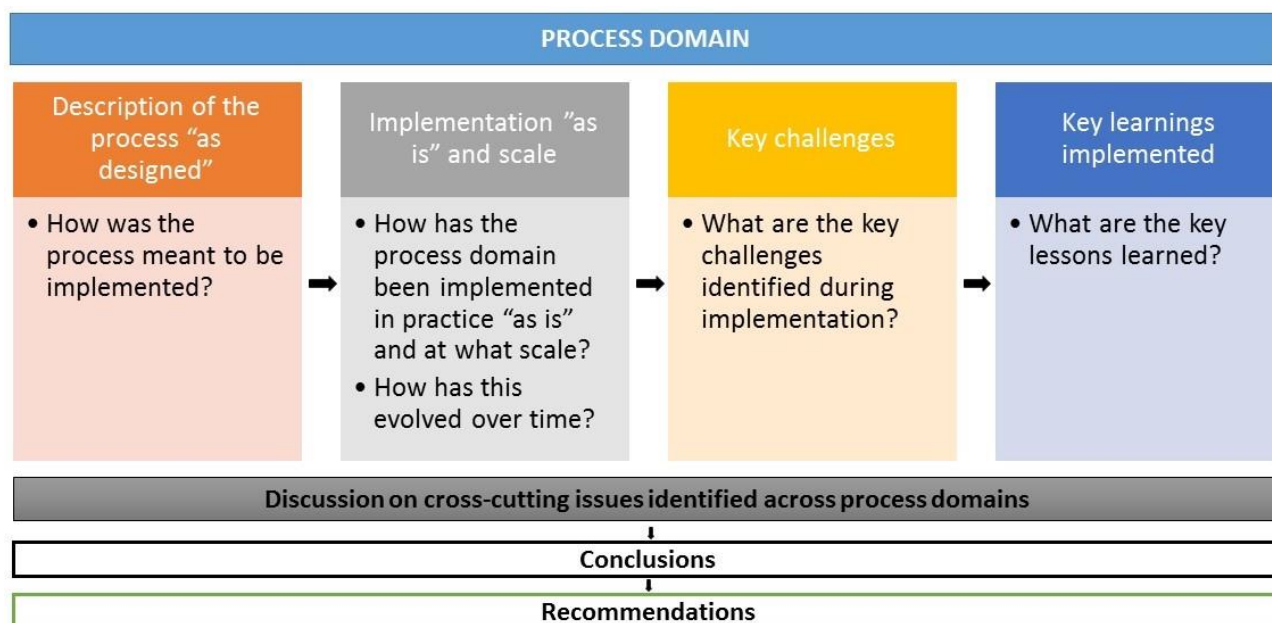 PROCESS DOMAIN
Description of the
process “as
designed”
• How was the
process meant to be
implemented?
Implementation ”as
is” and scale
• How has the
process domain
been implemented
in practice “as is”
and at what scale?
• How has this
evolved over time?
Key challenges
• What are the key
challenges
identified during
implementation?
Key learnings
implemented
• What are the key
lessons learned?
Discussion on cross-cutting issues identified across process domains
Conclusions
Recommendations